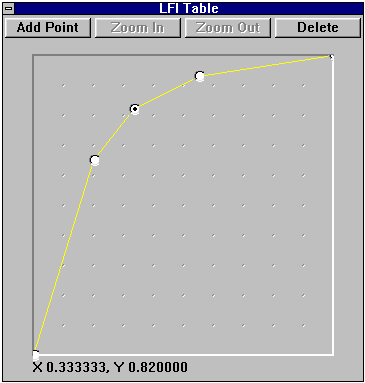 LFI Table
Add Point Zoom In Zoom Out Delete
X 0.333333, Y 0.820000